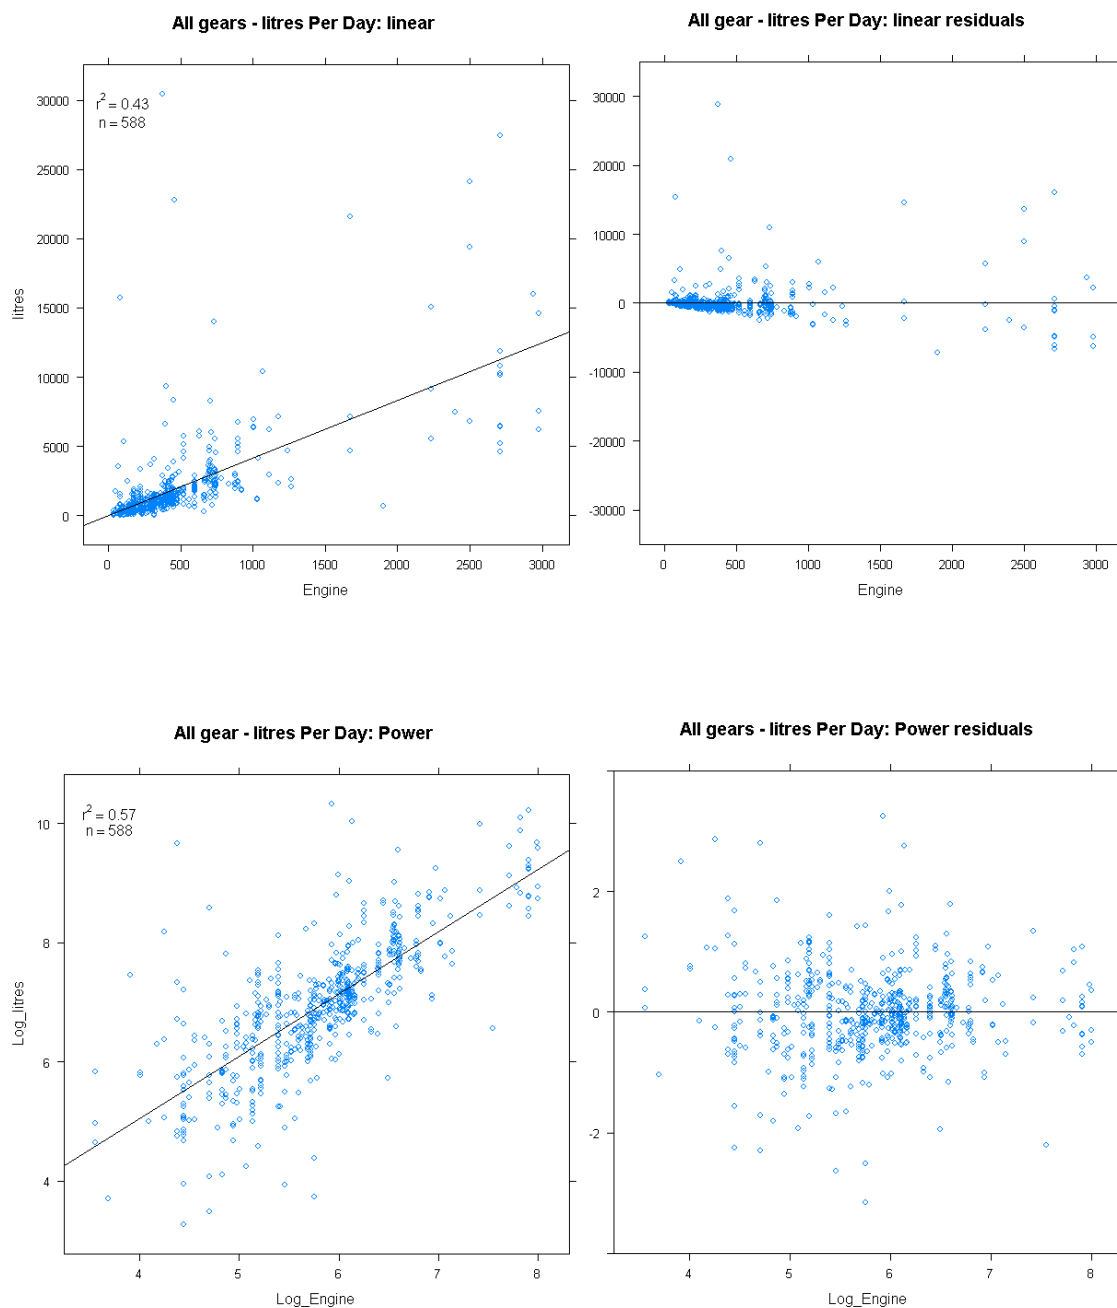 All gears - litres Per Day: linear
r2 = 0.43
n = 588
30000
25000
20000
15000
10000
5000
0
litres
0 500 1000 1500 2000 2500 3000
Engine
All gear - litres Per Day: linear residuals
30000
20000
10000
0
-10000
-20000
-30000
0 500 1000 1500 2000 2500 3000
Engine
All gear - litres Per Day: Power
r2 = 0.57
n = 588
10
8
6
4
Log_litres
4 5 6 7 8
Log_Engine
All gears - litres Per Day: Power residuals
2
0
-2
4 5 6 7 8
Log_Engine